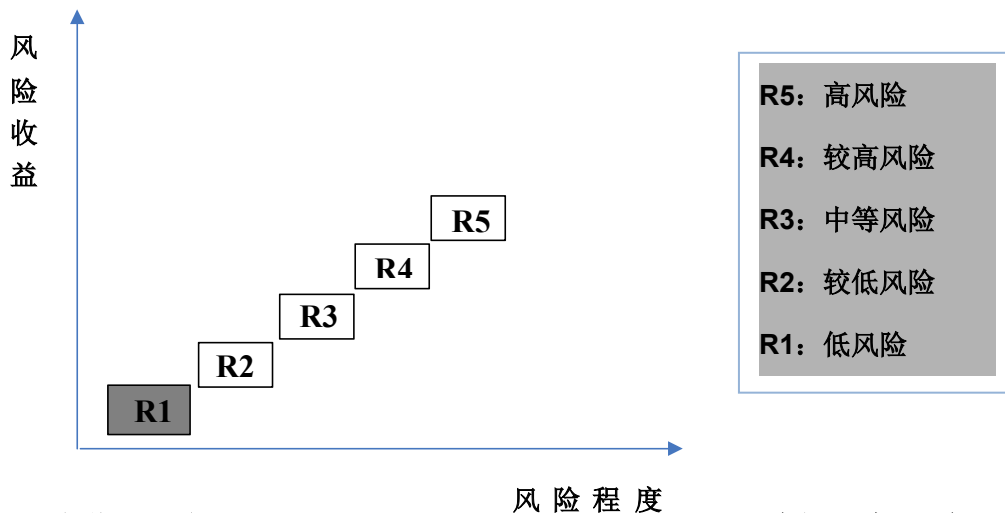 风
险
收
益
R5
R4
R3
R2
R1
风 险 程 度
R5：高风险
R4：较高风险
R3：中等风险
R2：较低风险
R1：低风险